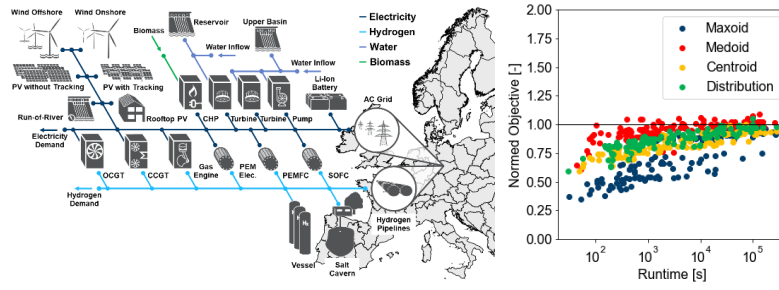 Wind Offshore
Wind Onshore
Reservoir
Upper Basin
Electricity
Hydrogen
Water
Biomass
Biomass
Water Inflow
Water Inflow
PV without Tracking
PV with Tracking
Li-Ion
Battery
AC Grid
Run-of-River
Rooftop PV
CHP
Turbine
Turbine
Pump
Electricity
Demand
OCGT
CCGT
Gas
Engine
PEM
Elec.
PEMFC
SOFC
Hydrogen
Demand
H₂
Hydrogen
Pipelines
Vessel
Salt
Cavern
Normed Objective [-]
2.00
1.75
1.50
1.25
1.00
0.75
0.50
0.25
0.00
Maxoid
Medoid
Centroid
Distribution
10²
10³
10⁴
10⁵
Runtime [s]